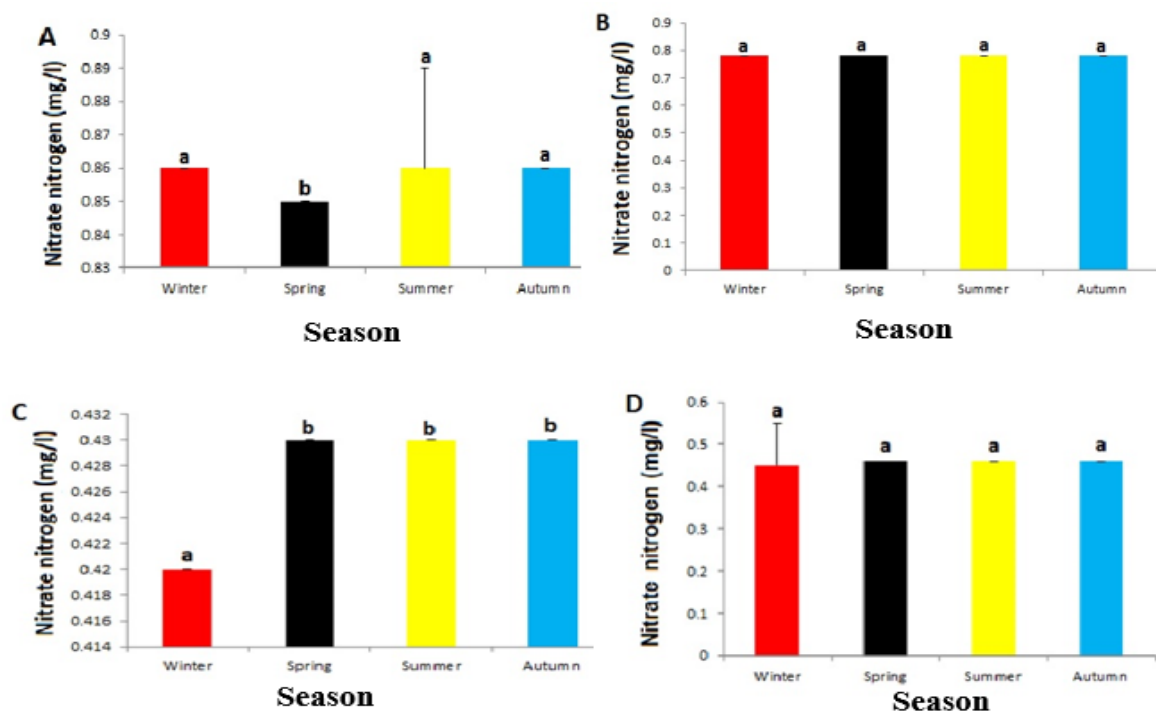 A
Nitrate nitrogen (mg/l)
0.9
0.89
0.88
0.87
0.86
0.85
0.84
0.83
a
b
a
a
Winter Spring Summer Autumn
Season
B
Nitrate nitrogen (mg/l)
0.9
0.8
0.7
0.6
0.5
0.4
0.3
0.2
0.1
0
a a a a
Winter Spring Summer Autumn
Season
C
Nitrate nitrogen (mg/l)
0.432
0.43
0.428
0.426
0.424
0.422
0.42
0.418
0.416
0.414
a
b b b
Winter Spring Summer Autumn
Season
D
Nitrate nitrogen (mg/l)
0.6
0.5
0.4
0.3
0.2
0.1
0
a
a a a
Winter Spring Summer Autumn
Season